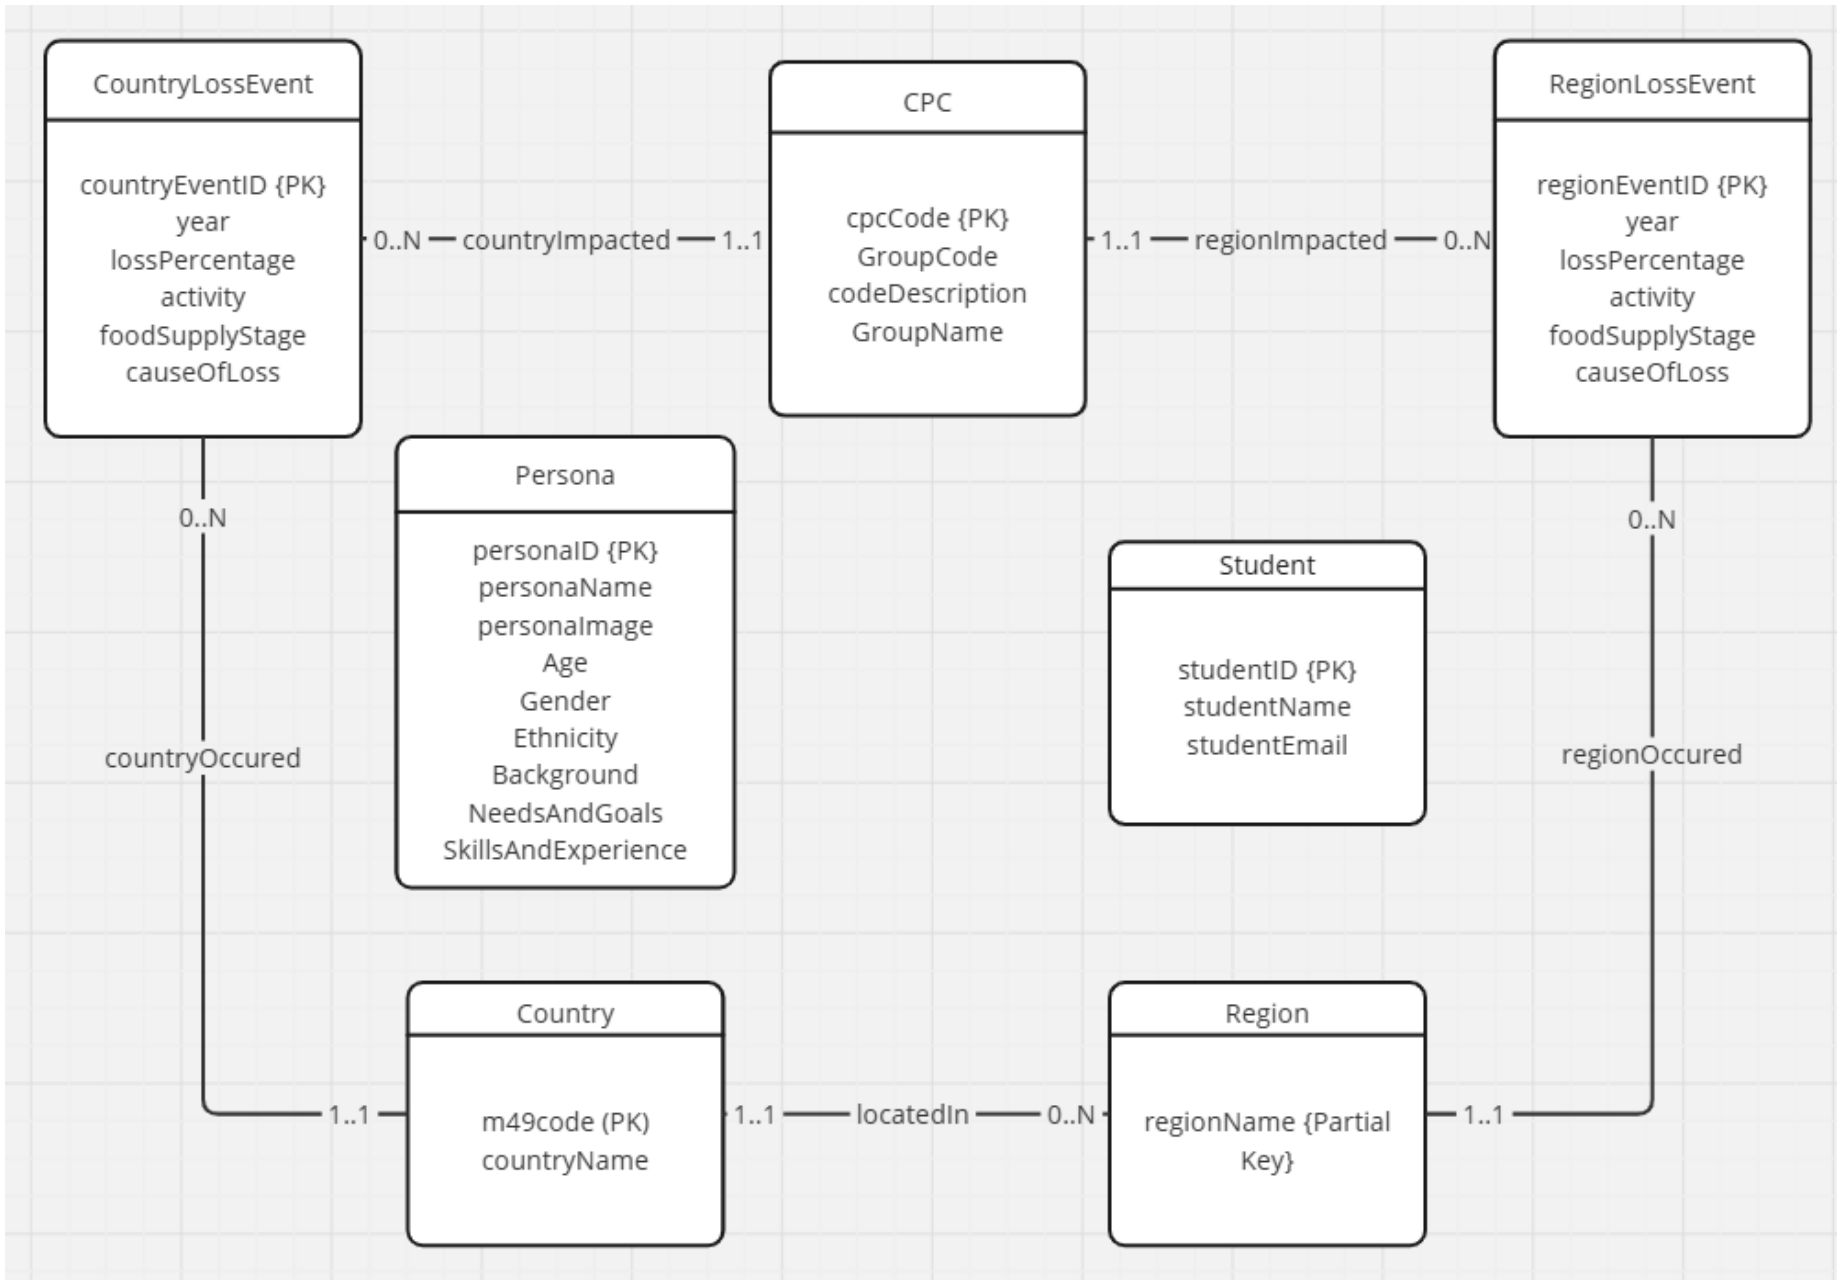 CountryLossEvent
countryEventID {PK}
year
lossPercentage
activity
foodSupplyStage
causeOfLoss
0..N
countryImpacted
1..1
CPC
cpcCode {PK}
GroupCode
codeDescription
GroupName
1..1
regionImpacted
0..N
RegionLossEvent
regionEventID {PK}
year
lossPercentage
activity
foodSupplyStage
causeOfLoss
0..N
countryOccured
1..1
Persona
personaID {PK}
personaName
personaImage
Age
Gender
Ethnicity
Background
NeedsAndGoals
SkillsAndExperience
Student
studentID {PK}
studentName
studentEmail
0..N
regionOccured
1..1
Country
m49code (PK)
countryName
1..1
locatedIn
0..N
Region
regionName {Partial
Key}